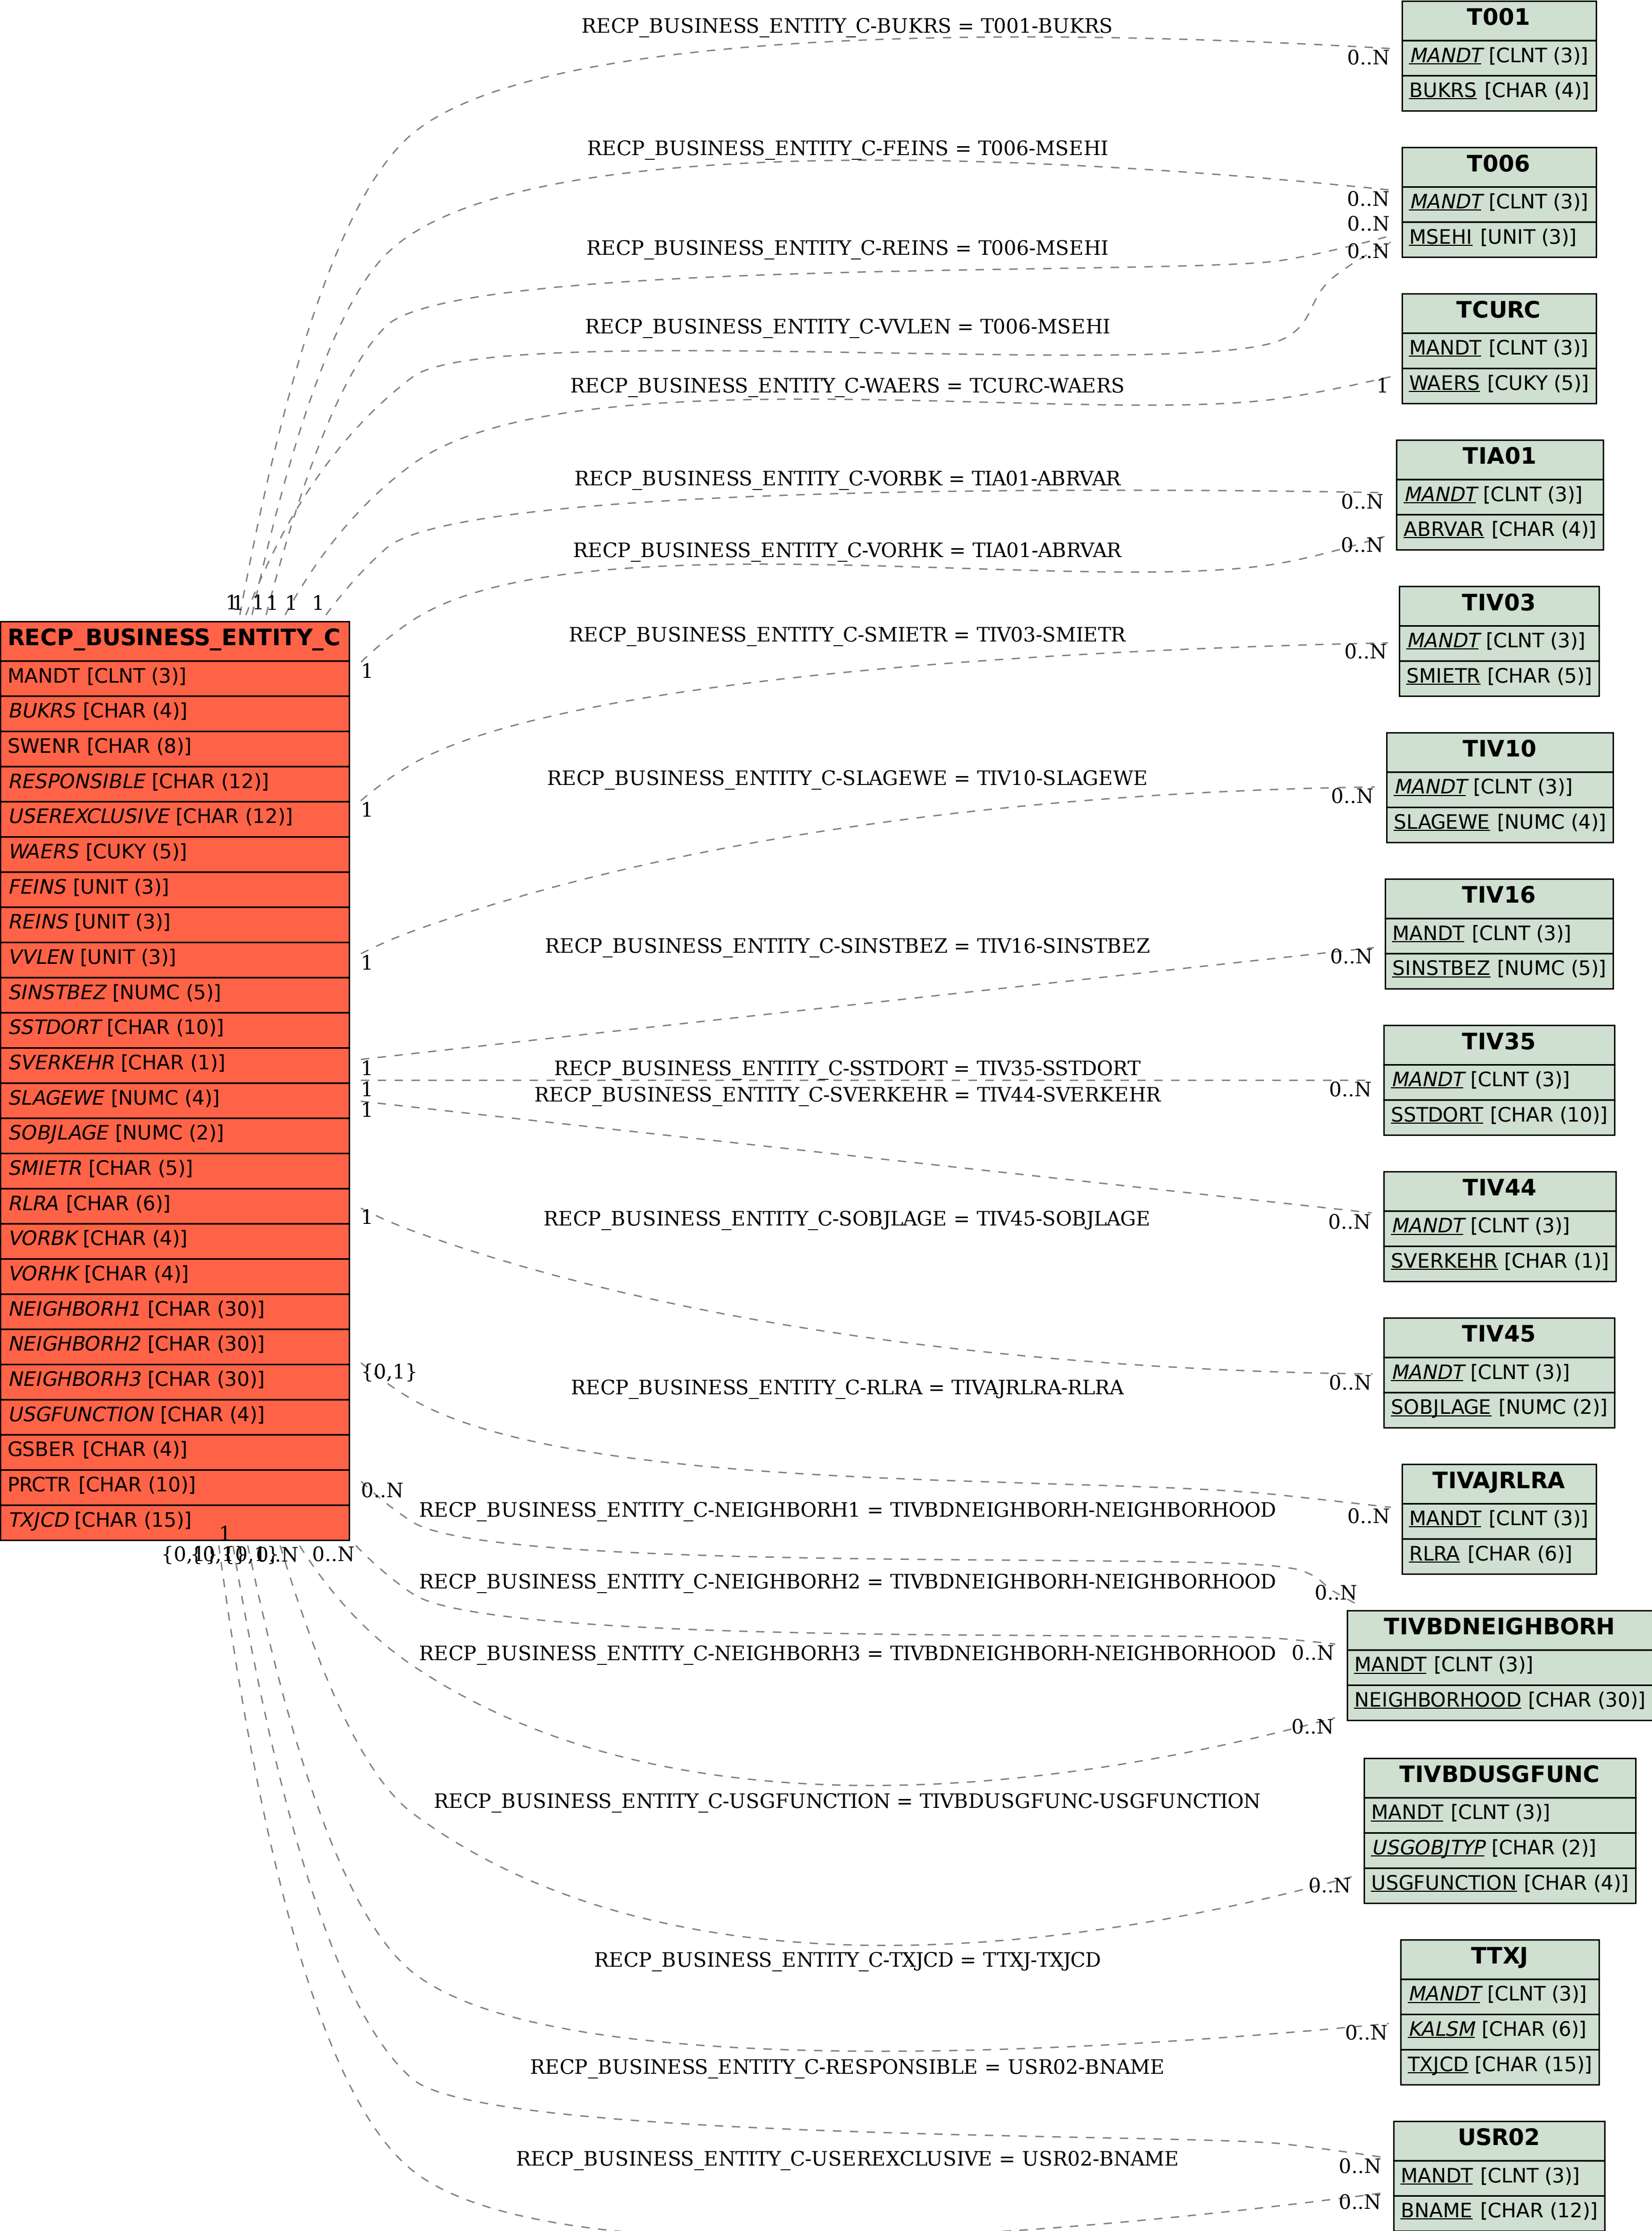 RECP_BUSINESS_ENTITY_C-BUKRS = T001-BUKRS
0..N
T001
MANDT [CLNT (3)]
BUKRS [CHAR (4)]
RECP_BUSINESS_ENTITY_C-FEINS = T006-MSEHI
0..N
RECP_BUSINESS_ENTITY_C-REINS = T006-MSEHI
0..N
RECP_BUSINESS_ENTITY_C-VVLEN = T006-MSEHI
0..N
T006
MANDT [CLNT (3)]
MSEHI [UNIT (3)]
RECP_BUSINESS_ENTITY_C-WAERS = TCURC-WAERS
1
TCURC
MANDT [CLNT (3)]
WAERS [CUKY (5)]
RECP_BUSINESS_ENTITY_C-VORBK = TIA01-ABRVAR
0..N
RECP_BUSINESS_ENTITY_C-VORHK = TIA01-ABRVAR
0..N
TIA01
MANDT [CLNT (3)]
ABRVAR [CHAR (4)]
1
1
1
1
1
1
RECP_BUSINESS_ENTITY_C
MANDT [CLNT (3)]
BUKRS [CHAR (4)]
SWENR [CHAR (8)]
RESPONSIBLE [CHAR (12)]
USEREXCLUSIVE [CHAR (12)]
WAERS [CUKY (5)]
FEINS [UNIT (3)]
REINS [UNIT (3)]
VVLEN [UNIT (3)]
SINSTBEZ [NUMC (5)]
SSTDORT [CHAR (10)]
SVERKEHR [CHAR (1)]
SLAGEWE [NUMC (4)]
SOBJLAGE [NUMC (2)]
SMIETR [CHAR (5)]
RLRA [CHAR (6)]
VORBK [CHAR (4)]
VORHK [CHAR (4)]
NEIGHBORH1 [CHAR (30)]
NEIGHBORH2 [CHAR (30)]
NEIGHBORH3 [CHAR (30)]
USGFUNCTION [CHAR (4)]
GSBER [CHAR (4)]
PRCTR [CHAR (10)]
TXJCD [CHAR (15)]
1
RECP_BUSINESS_ENTITY_C-SMIETR = TIV03-SMIETR
0..N
TIV03
MANDT [CLNT (3)]
SMIETR [CHAR (5)]
1
RECP_BUSINESS_ENTITY_C-SLAGEWE = TIV10-SLAGEWE
0..N
TIV10
MANDT [CLNT (3)]
SLAGEWE [NUMC (4)]
1
RECP_BUSINESS_ENTITY_C-SINSTBEZ = TIV16-SINSTBEZ
0..N
TIV16
MANDT [CLNT (3)]
SINSTBEZ [NUMC (5)]
1
RECP_BUSINESS_ENTITY_C-SSTDORT = TIV35-SSTDORT
1
0..N
TIV35
MANDT [CLNT (3)]
SSTDORT [CHAR (10)]
RECP_BUSINESS_ENTITY_C-SVERKEHR = TIV44-SVERKEHR
1
0..N
TIV44
MANDT [CLNT (3)]
SVERKEHR [CHAR (1)]
1
RECP_BUSINESS_ENTITY_C-SOBJLAGE = TIV45-SOBJLAGE
0..N
TIV45
MANDT [CLNT (3)]
SOBJLAGE [NUMC (2)]
{0,1}
RECP_BUSINESS_ENTITY_C-RLRA = TIVAJRLRA-RLRA
0..N
TIVAJRLRA
MANDT [CLNT (3)]
RLRA [CHAR (6)]
0..N
RECP_BUSINESS_ENTITY_C-NEIGHBORH1 = TIVBDNEIGHBORH-NEIGHBORHOOD
0..N
1
{0,1}
{0,1}
{0,1}
0..N
0..N
RECP_BUSINESS_ENTITY_C-NEIGHBORH2 = TIVBDNEIGHBORH-NEIGHBORHOOD
0..N
RECP_BUSINESS_ENTITY_C-NEIGHBORH3 = TIVBDNEIGHBORH-NEIGHBORHOOD
0..N
TIVBDNEIGHBORH
MANDT [CLNT (3)]
NEIGHBORHOOD [CHAR (30)]
RECP_BUSINESS_ENTITY_C-USGFUNCTION = TIVBDUSGFUNC-USGFUNCTION
0..N
TIVBDUSGFUNC
MANDT [CLNT (3)]
USGOBJTYP [CHAR (2)]
USGFUNCTION [CHAR (4)]
RECP_BUSINESS_ENTITY_C-TXJCD = TTXJ-TXJCD
0..N
TTXJ
MANDT [CLNT (3)]
KALSM [CHAR (6)]
TXJCD [CHAR (15)]
RECP_BUSINESS_ENTITY_C-RESPONSIBLE = USR02-BNAME
0..N
RECP_BUSINESS_ENTITY_C-USEREXCLUSIVE = USR02-BNAME
0..N
USR02
MANDT [CLNT (3)]
BNAME [CHAR (12)]